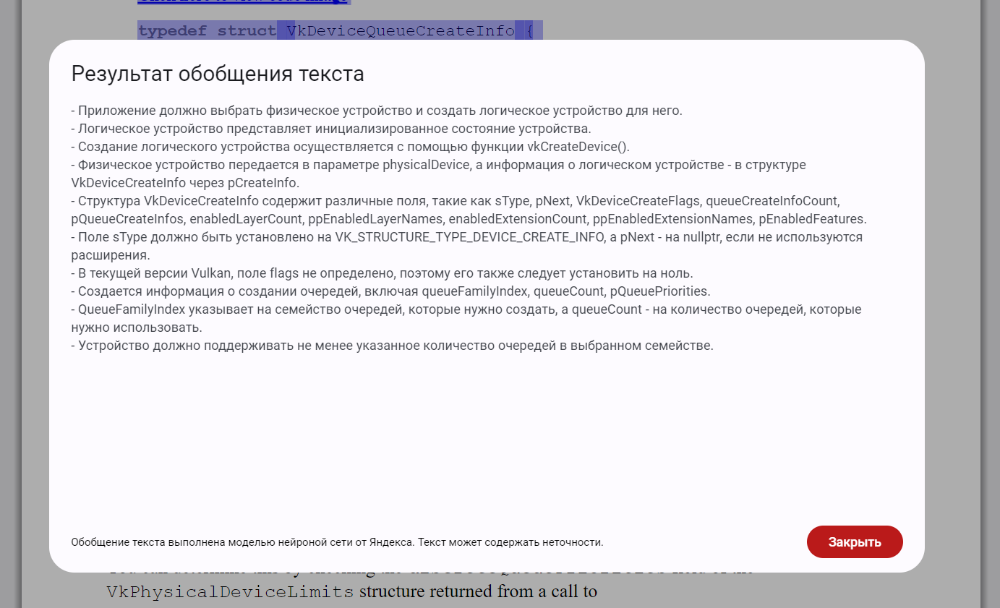 typedef struct VkDeviceQueueCreateInfo {
Результат обобщения текста
- Приложение должно выбрать физическое устройство и создать логическое устройство для него.
- Логическое устройство представляет инициализированное состояние устройства.
- Создание логического устройства осуществляется с помощью функции vkCreateDevice().
- Физическое устройство передается в параметре physicalDevice, а информация о логическом устройстве - в структуре
VkDeviceCreateInfo через pCreateInfo.
- Структура VkDeviceCreateInfo содержит различные поля, такие как sType, pNext, VkDeviceCreateFlags, queueCreateInfoCount,
pQueueCreateInfos, enabledLayerCount, ppEnabledLayerNames, enabledExtensionCount, ppEnabledExtensionNames, pEnabledFeatures.
- Поле sType должно быть установлено на VK_STRUCTURE_TYPE_DEVICE_CREATE_INFO, а pNext - на nullptr, если не используются
расширения.
- В текущей версии Vulkan, поле flags не определено, поэтому его также следует установить на ноль.
- Создается информация о создании очередей, включая queueFamilyIndex, queueCount, pQueuePriorities.
- QueueFamilyIndex указывает на семейство очередей, которые нужно создать, а queueCount - на количество очередей, которые
нужно использовать.
- Устройство должно поддерживать не менее указанное количество очередей в выбранном семействе.
Обобщение текста выполнена моделью нейроной сети от Яндекса. Текст может содержать неточности.
Закрыть
VkPhysicalDeviceLimits structure returned from a call to